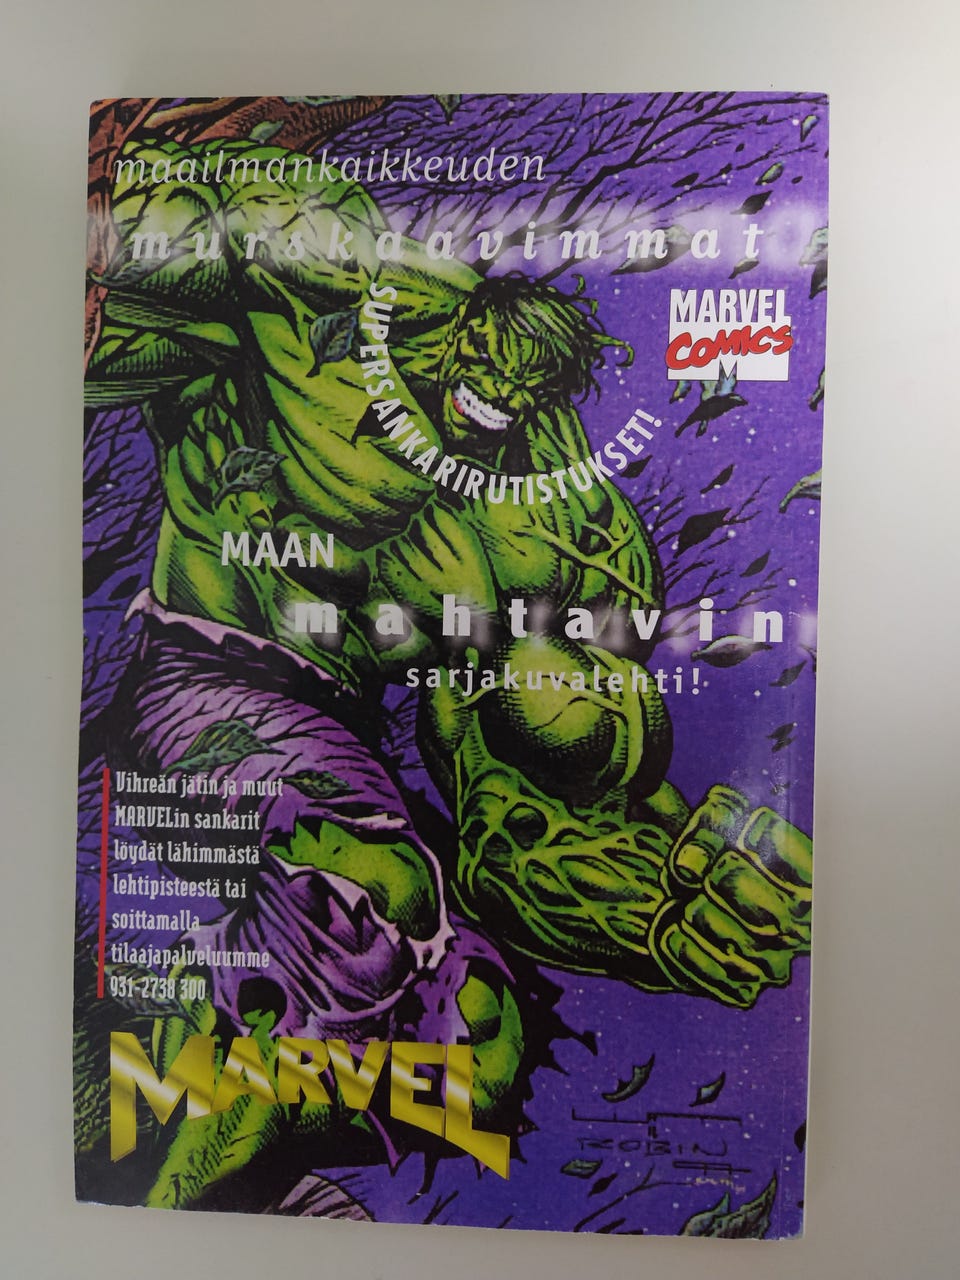 maailmankaikkeuden
murskaavimmat
SUPERSANKARIRUTISTUKSET!
MARVEL
COMICS
M
MAAN
mahtavin
sarjakuvalehti!
Vihreän jätin ja muut
MARVELin sankarit
löydät lähimmästä
lehtipisteestä tai
soittamalla
tilaajapalveluumme
931-2738 300
MARVEL
ROBIN